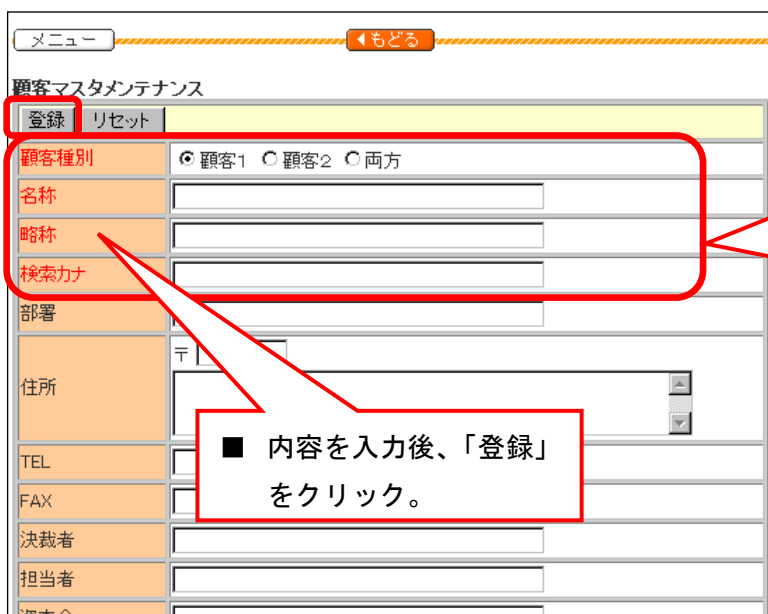 メニュー
◀もどる
顧客マスタメンテナンス
登録 リセット
顧客種別 顧客1 顧客2 両方
名称
略称
検索カナ
部署
住所 〒
■ 内容を入力後、「登録」
をクリック。
TEL
FAX
決裁者
担当者